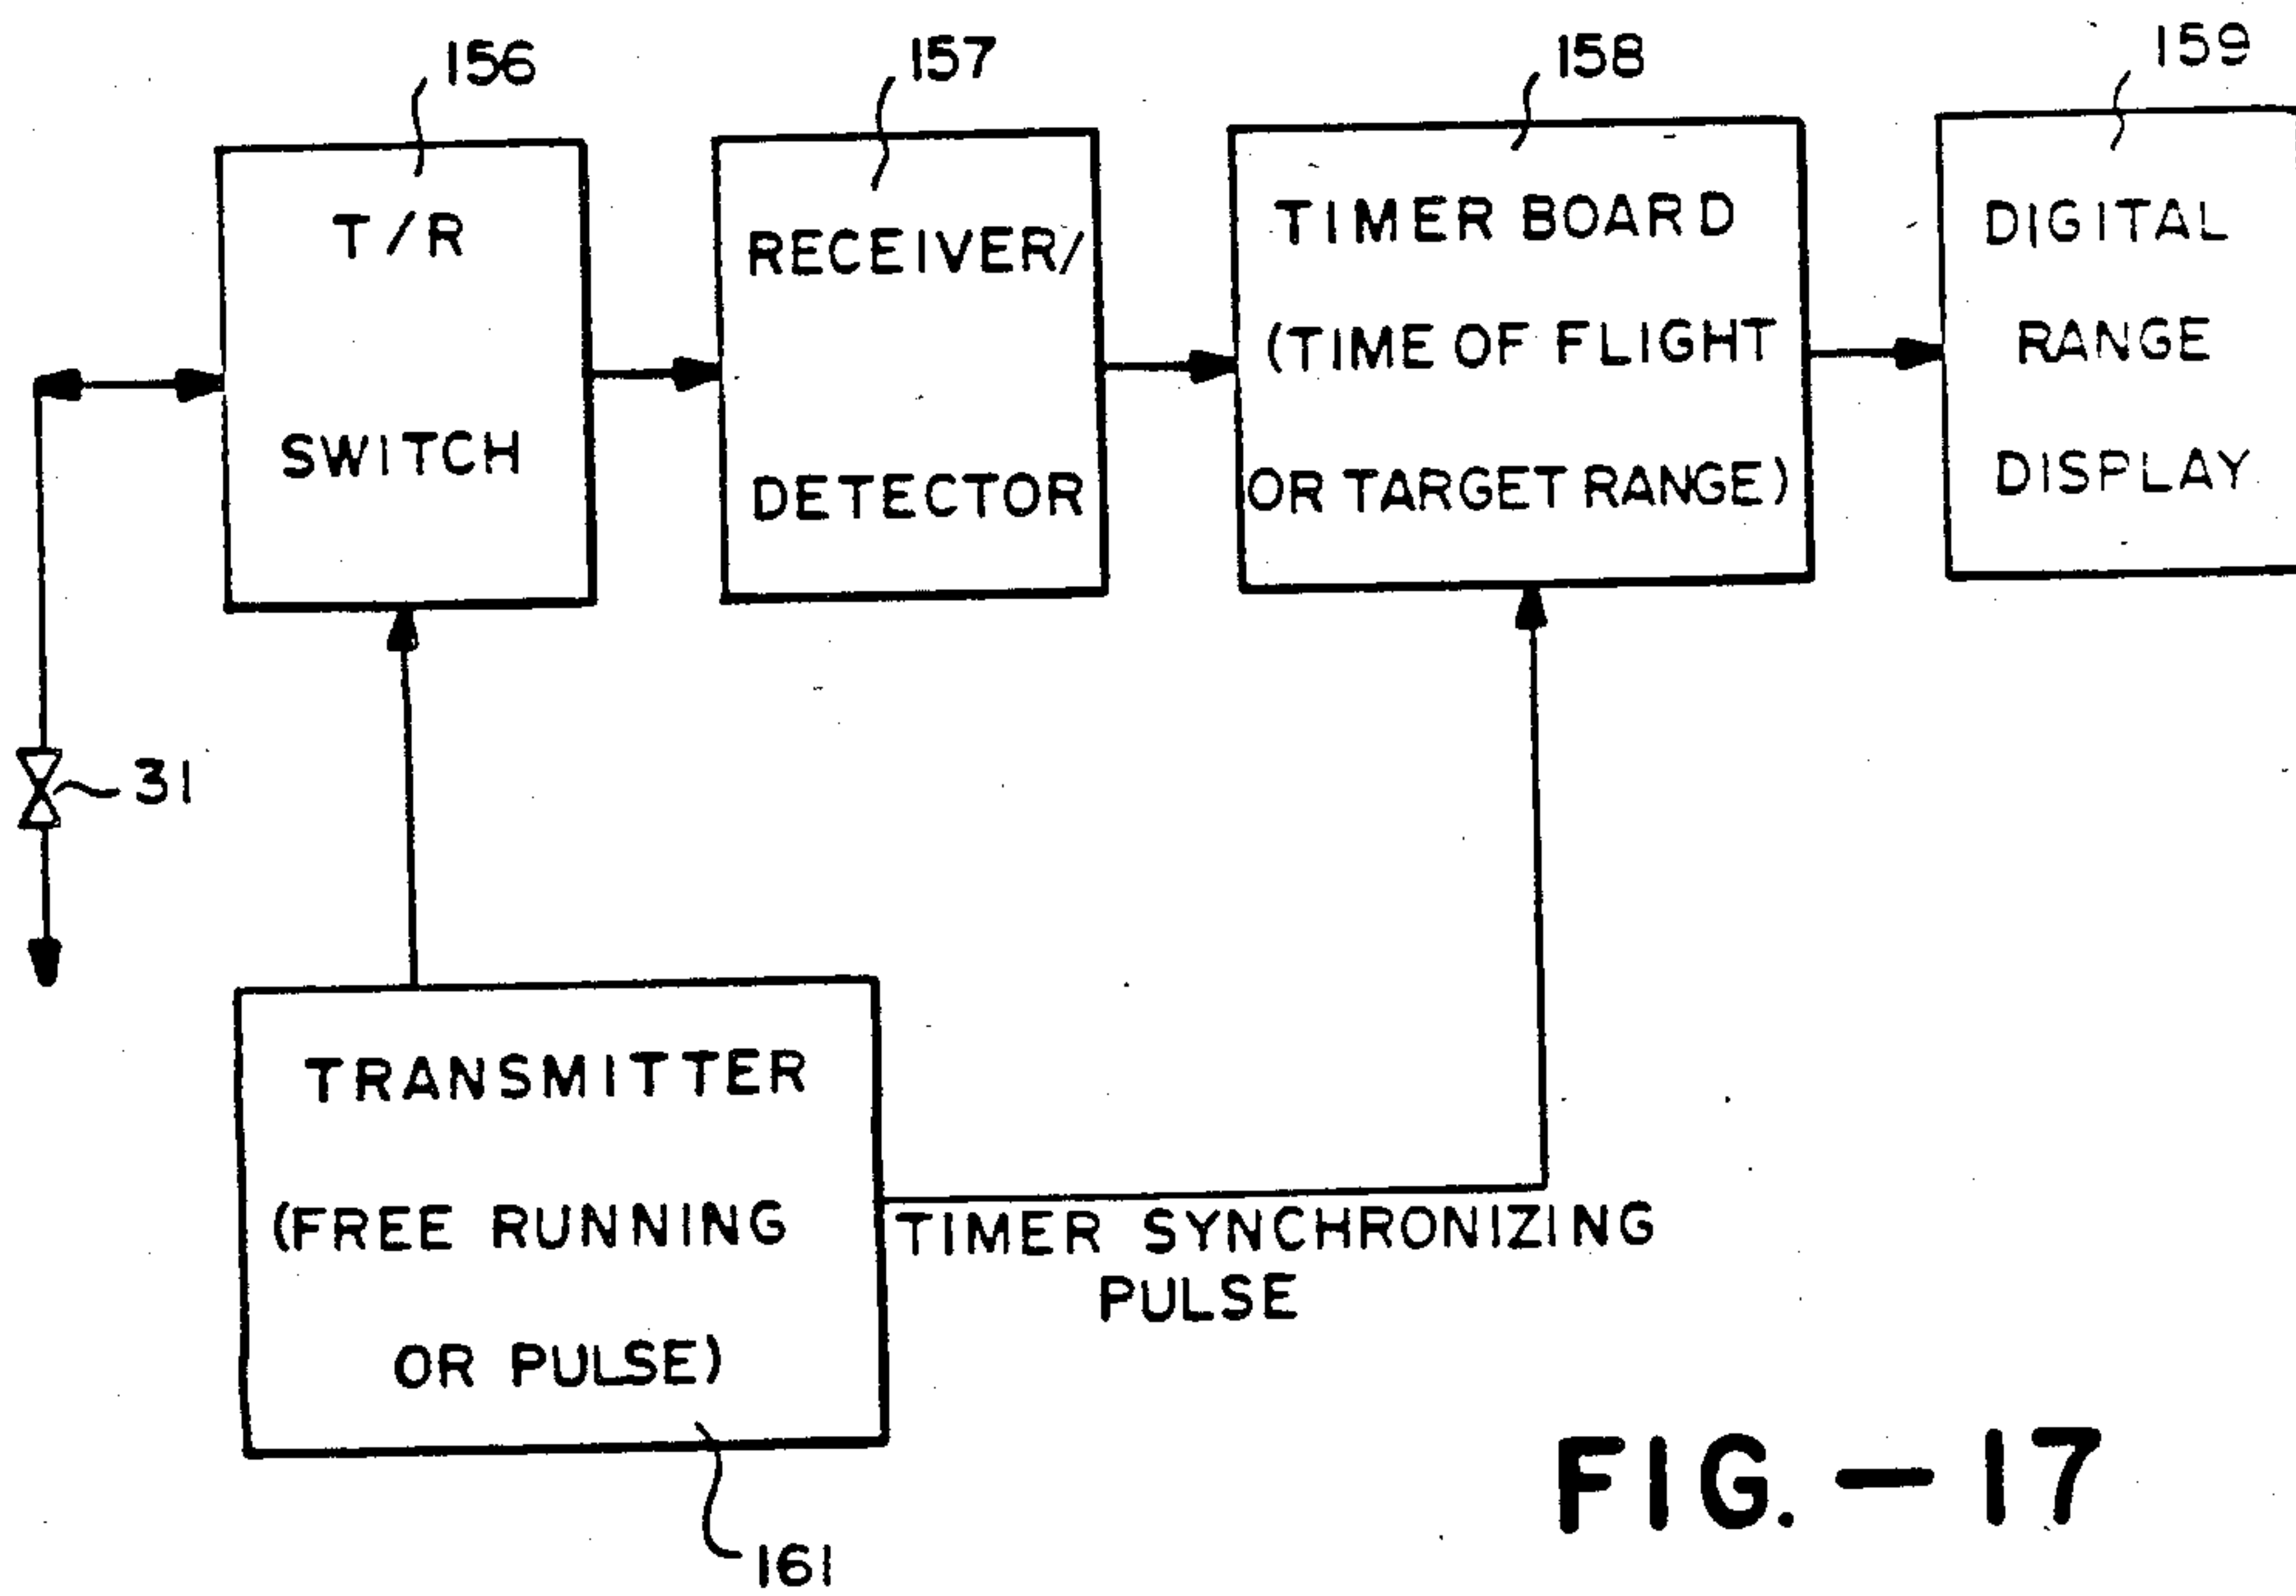 156
157
158
159
T/R
SWITCH
RECEIVER/
DETECTOR
TIMER BOARD
(TIME OF FLIGHT
OR TARGET RANGE)
DIGITAL
RANGE
DISPLAY
31
TRANSMITTER
(FREE RUNNING
OR PULSE)
TIMER SYNCHRONIZING
PULSE
161
FIG.-17